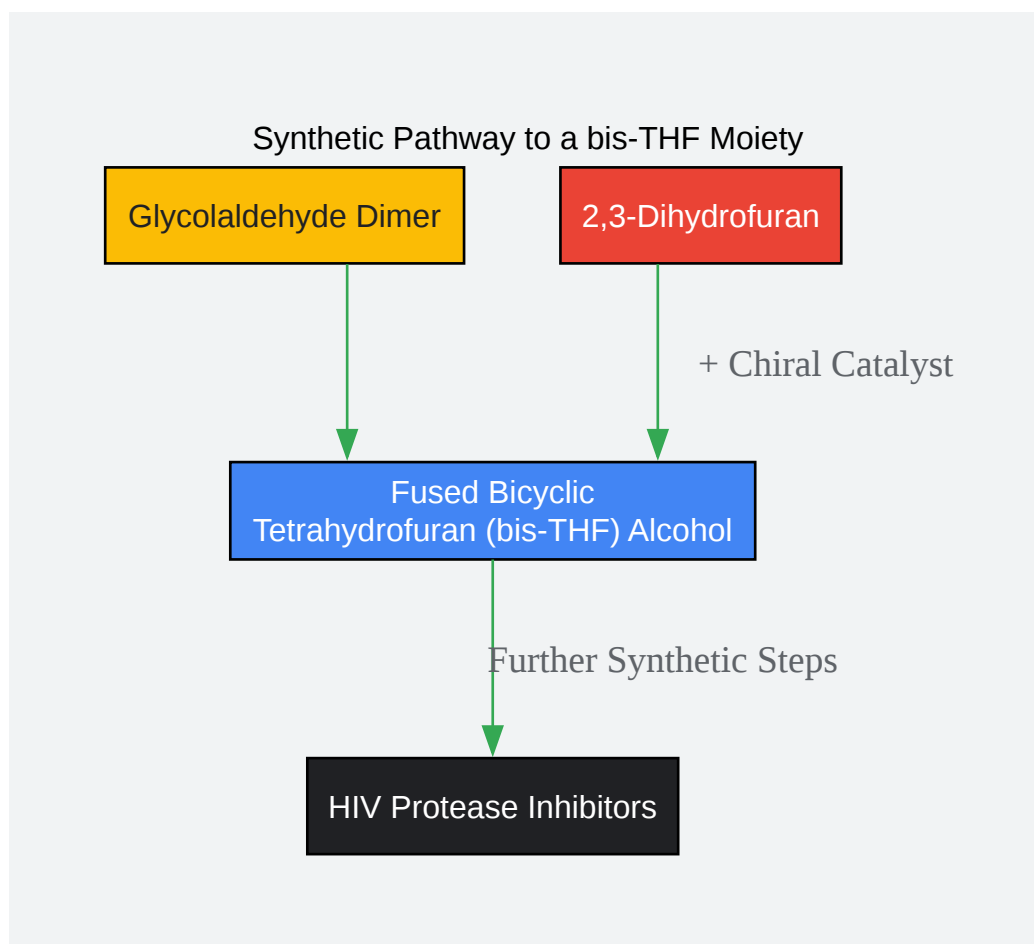 Synthetic Pathway to a bis-THF Moiety
Glycolaldehyde Dimer
2,3-Dihydrofuran
+ Chiral Catalyst
Fused Bicyclic
Tetrahydrofuran (bis-THF) Alcohol
Further Synthetic Steps
HIV Protease Inhibitors